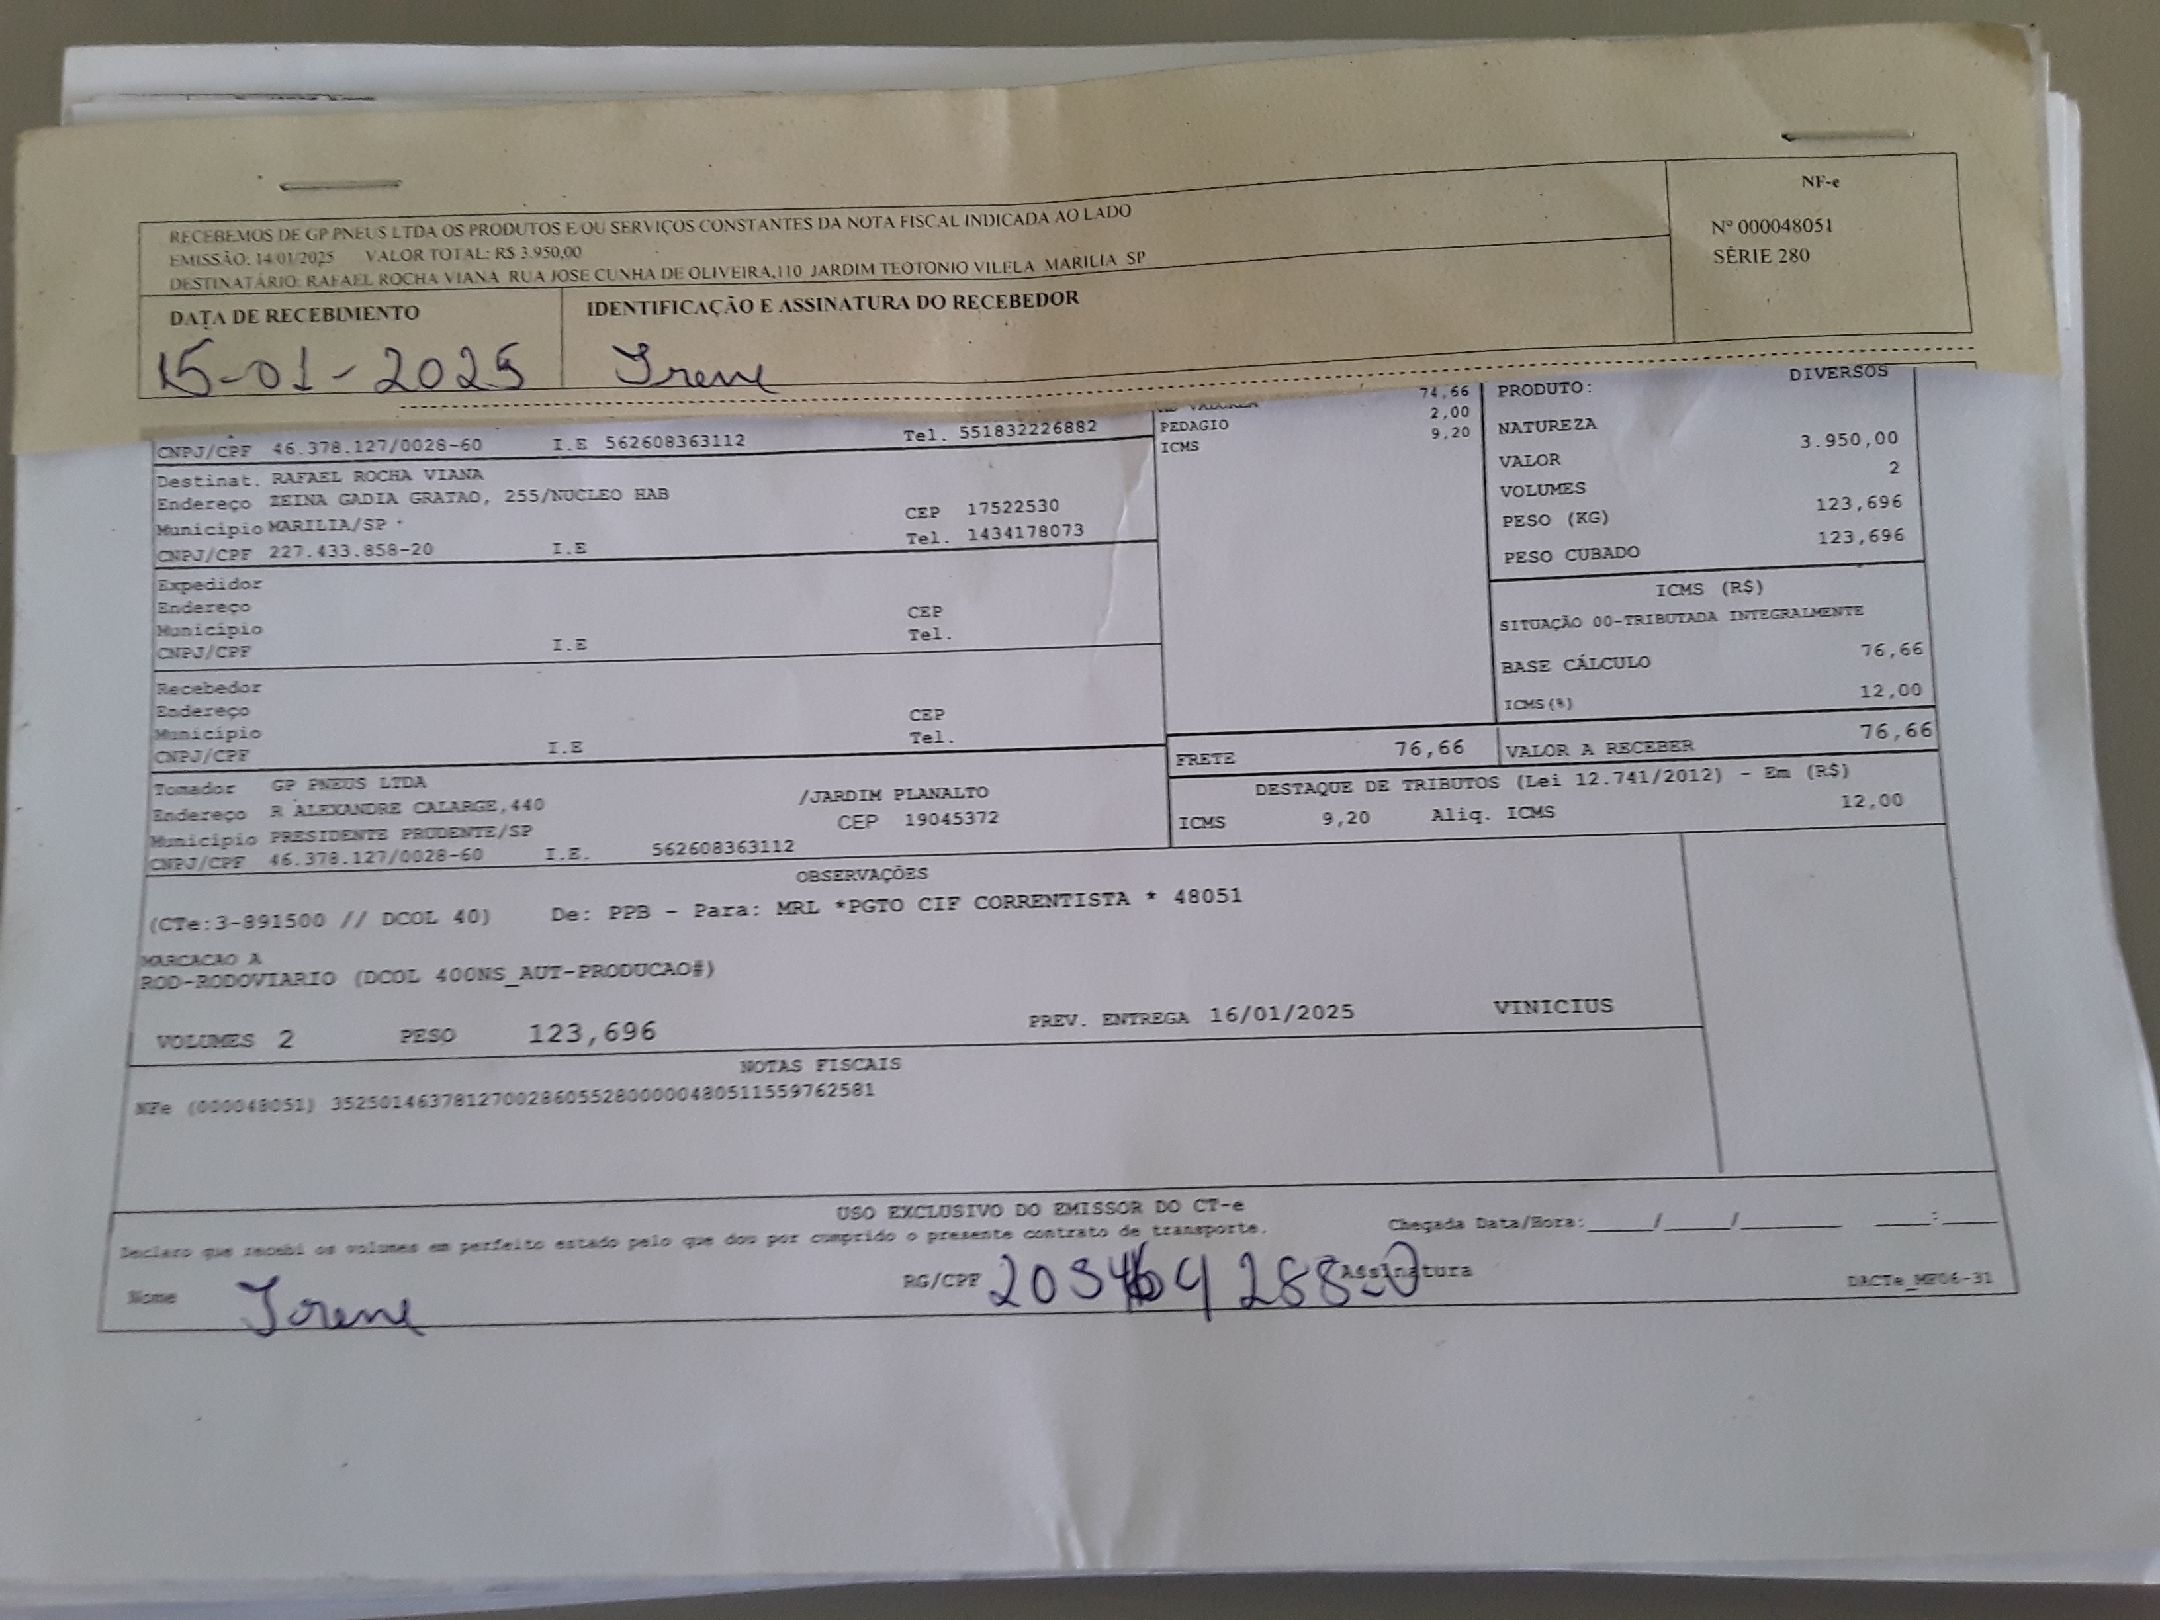 NF-e
RECEBEMOS DE GP PNEUS LTDA OS PRODUTOS E/OU SERVIÇOS CONSTANTES DA NOTA FISCAL INDICADA AO LADO
Nº 000048051
EMISSÃO: 14/01/2025 VALOR TOTAL: R$ 3.950,00
SÉRIE 280
DESTINATÁRIO: RAFAEL ROCHA VIANA RUA JOSE CUNHA DE OLIVEIRA,110 JARDIM TEOTONIO VILELA MARILIA SP
DATA DE RECEBIMENTO IDENTIFICAÇÃO E ASSINATURA DO RECEBEDOR
15-01-2025 Irene
74,66
2,00
PEDAGIO 9,20
ICMS
PRODUTO: DIVERSOS
NATUREZA
VALOR 3.950,00
VOLUMES 2
PESO (KG) 123,696
PESO CUBADO 123,696
CNPJ/CPF 46.378.127/0028-60 I.E 562608363112 Tel. 551832226882
Destinat. RAFAEL ROCHA VIANA
Endereço ZEINA GADIA GRATAO, 255/NUCLEO HAB
Município MARILIA/SP CEP 17522530
CNPJ/CPF 227.433.858-20 I.E Tel. 1434178073
Expedidor
Endereço
Município CEP
CNPJ/CPF I.E Tel.
Recebedor
Endereço
Município CEP
CNPJ/CPF I.E Tel.
ICMS (R$)
SITUAÇÃO 00-TRIBUTADA INTEGRALMENTE
BASE CÁLCULO 76,66
ICMS(%) 12,00
FRETE 76,66 VALOR A RECEBER 76,66
DESTAQUE DE TRIBUTOS (Lei 12.741/2012) - Em (R$)
ICMS 9,20 Aliq. ICMS 12,00
Tomador GP PNEUS LTDA
Endereço R ALEXANDRE CALARGE,440 /JARDIM PLANALTO
Município PRESIDENTE PRUDENTE/SP CEP 19045372
CNPJ/CPF 46.378.127/0028-60 I.E. 562608363112
OBSERVAÇÕES
(CTe:3-891500 // DCOL 40) De: PPB - Para: MRL *PGTO CIF CORRENTISTA * 48051
MARCACAO A
ROD-RODOVIARIO (DCOL 400NS_AUT-PRODUCAO#)
VOLUMES 2 PESO 123,696 PREV. ENTREGA 16/01/2025 VINICIUS
NOTAS FISCAIS
NFe (000048051) 35250146378127002860552800000480511559762581
USO EXCLUSIVO DO EMISSOR DO CT-e
Declaro que recebi os volumes em perfeito estado pelo que dou por cumprido o presente contrato de transporte. Chegada Data/Hora: ____/____/______ ___:___
Nome Irene RG/CPF Assinatura
DACTe_MF06-31